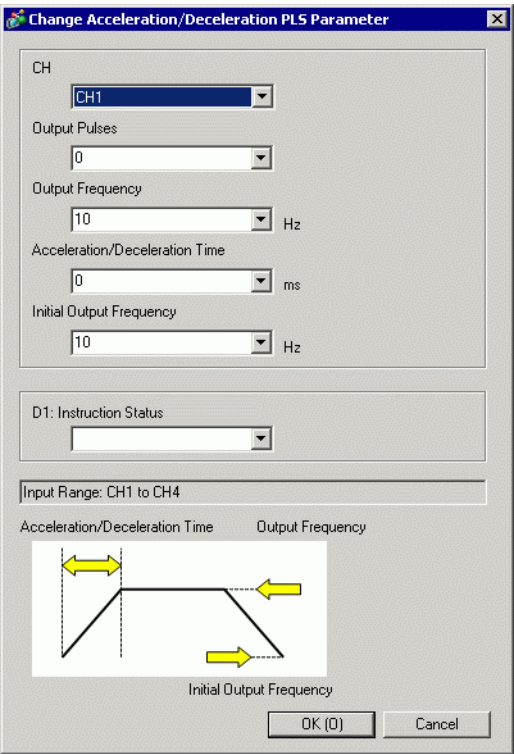 Change Acceleration/Deceleration PLS Parameter
CH
CH1
Output Pulses
0
Output Frequency
10
Hz
Acceleration/Deceleration Time
0
ms
Initial Output Frequency
10
Hz
D1: Instruction Status
Input Range: CH1 to CH4
Acceleration/Deceleration Time
Output Frequency
Initial Output Frequency
OK (O)
Cancel